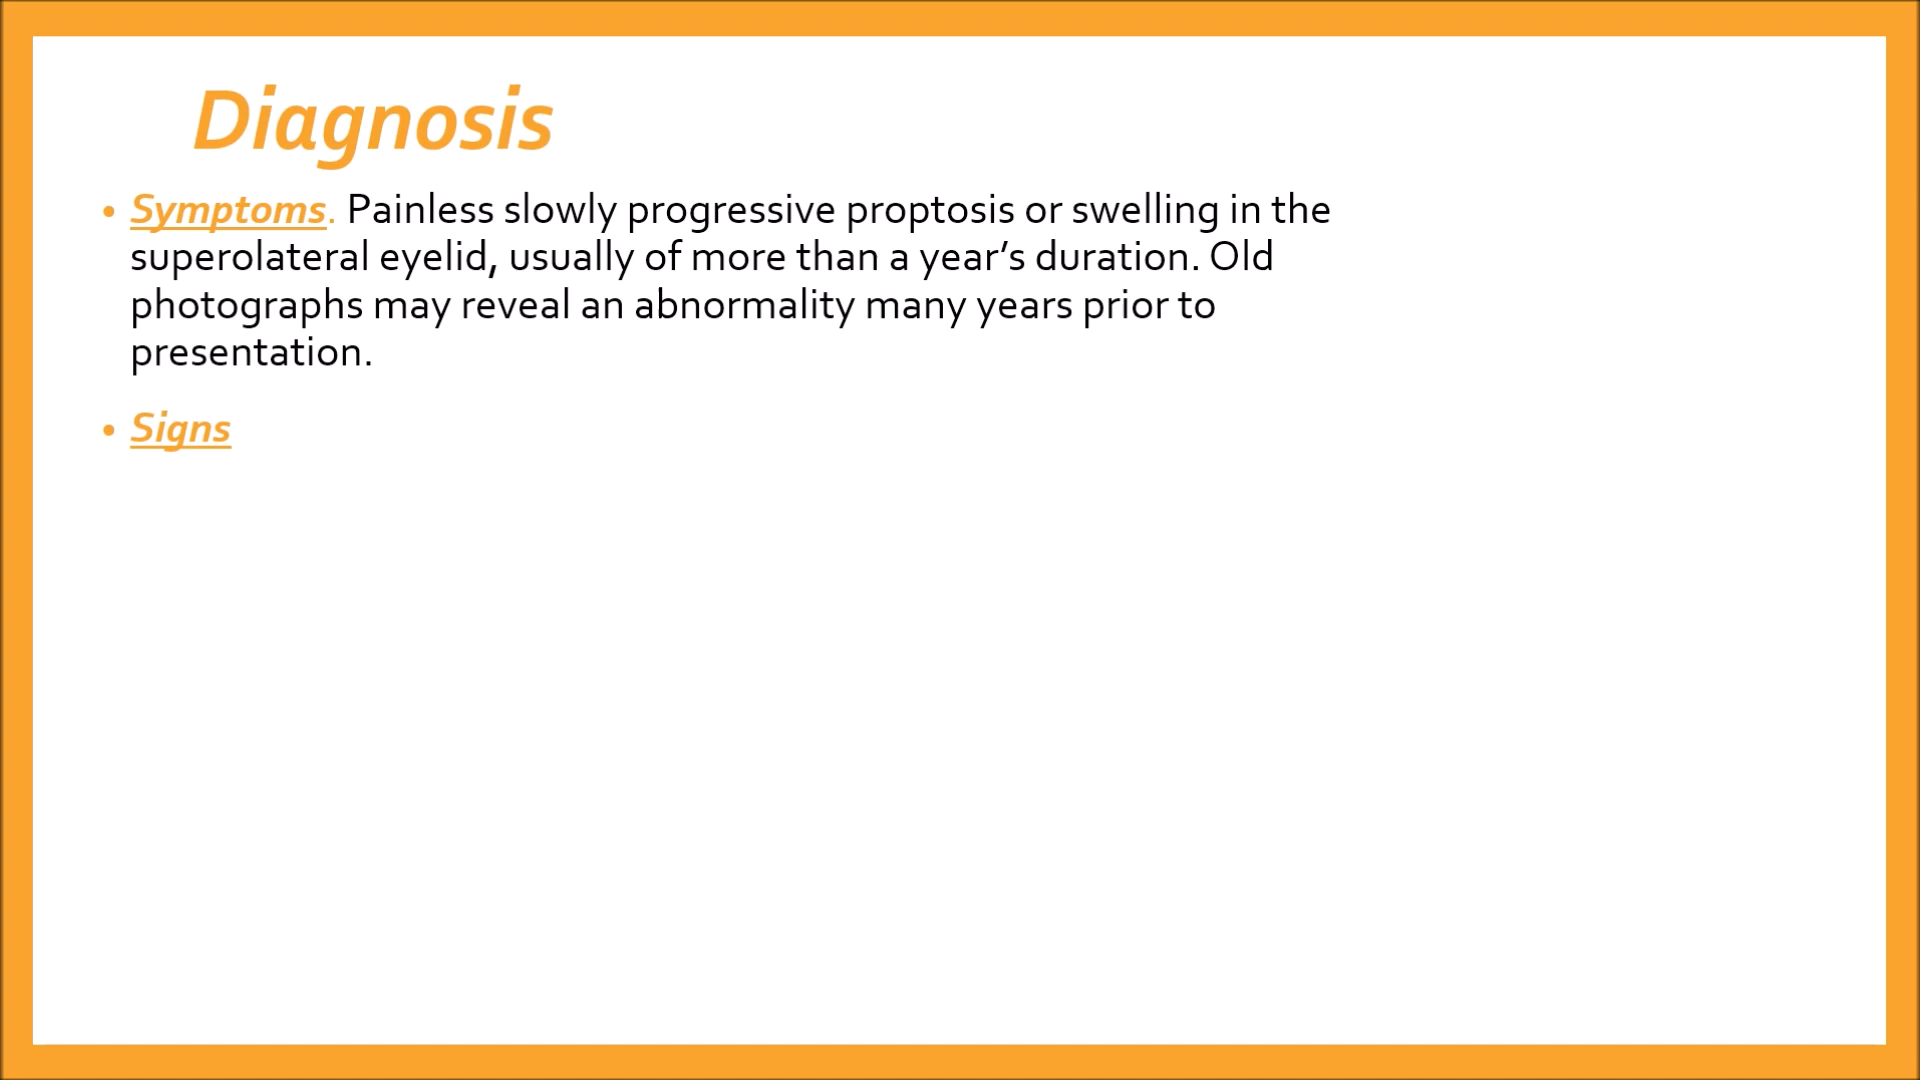 Diagnosis
• Symptoms. Painless slowly progressive proptosis or swelling in the
superolateral eyelid, usually of more than a year’s duration. Old
photographs may reveal an abnormality many years prior to
presentation.
• Signs